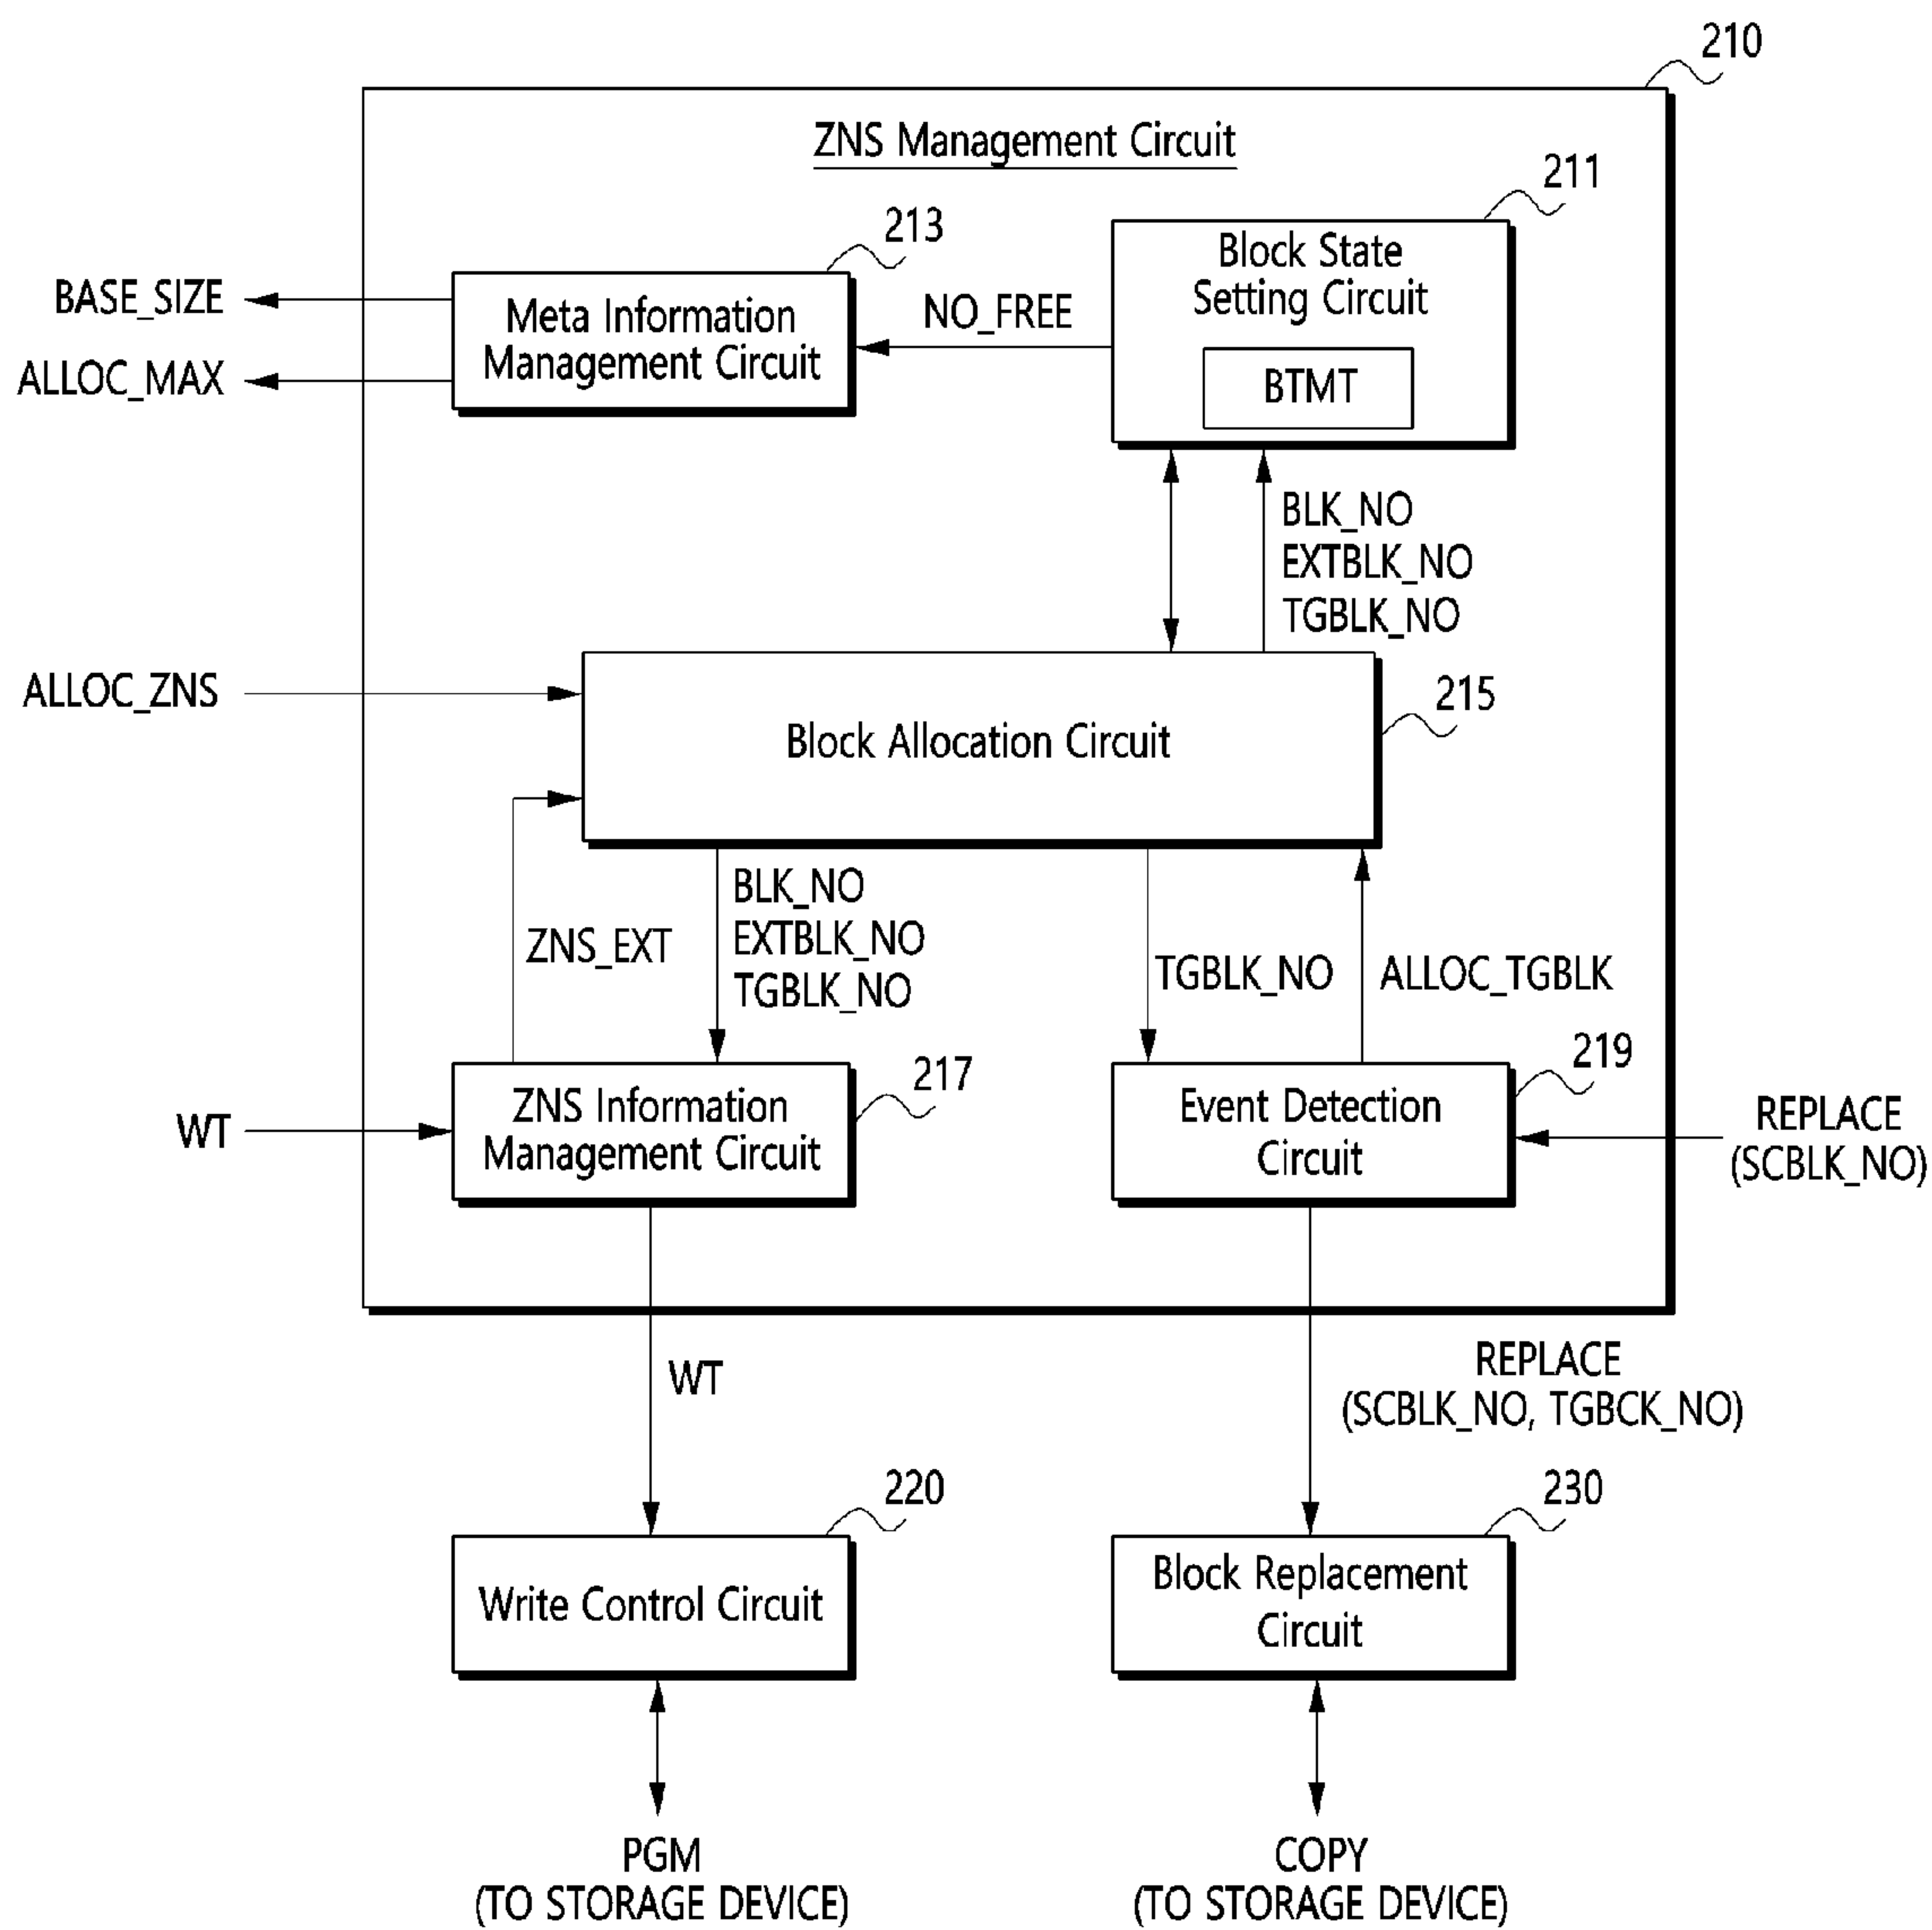 210
ZNS Management Circuit
211
213
Block State
Setting Circuit
BTMT
BASE_SIZE
ALLOC_MAX
Meta Information
Management Circuit
NO_FREE
BLK_NO
EXTBLK_NO
TGBLK_NO
ALLOC_ZNS
215
Block Allocation Circuit
ZNS_EXT
BLK_NO
EXTBLK_NO
TGBLK_NO
TGBLK_NO
ALLOC_TGBLK
217
219
WT
ZNS Information
Management Circuit
Event Detection
Circuit
REPLACE
(SCBLK_NO)
WT
REPLACE
(SCBLK_NO, TGBCK_NO)
220
230
Write Control Circuit
Block Replacement
Circuit
PGM
(TO STORAGE DEVICE)
COPY
(TO STORAGE DEVICE)